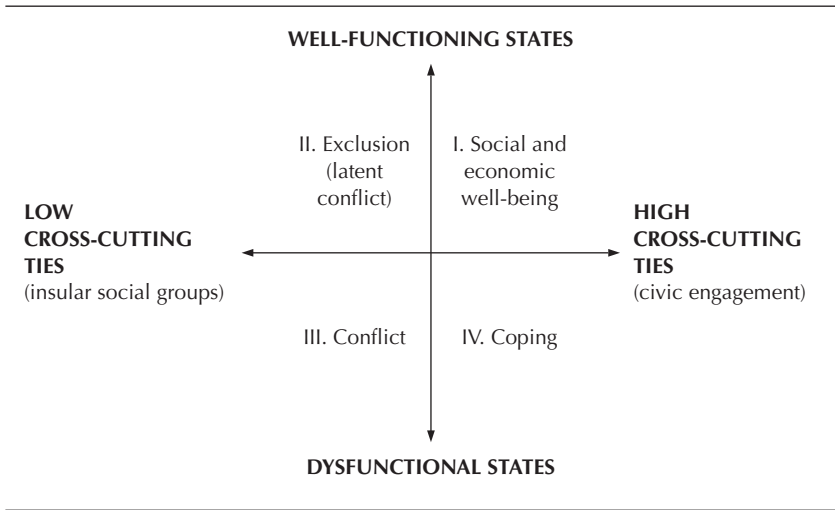 WELL-FUNCTIONING STATES
II. Exclusion
(latent
conflict)
I. Social and
economic
well-being
LOW
CROSS-CUTTING
TIES
(insular social groups)
HIGH
CROSS-CUTTING
TIES
(civic engagement)
III. Conflict
IV. Coping
DYSFUNCTIONAL STATES